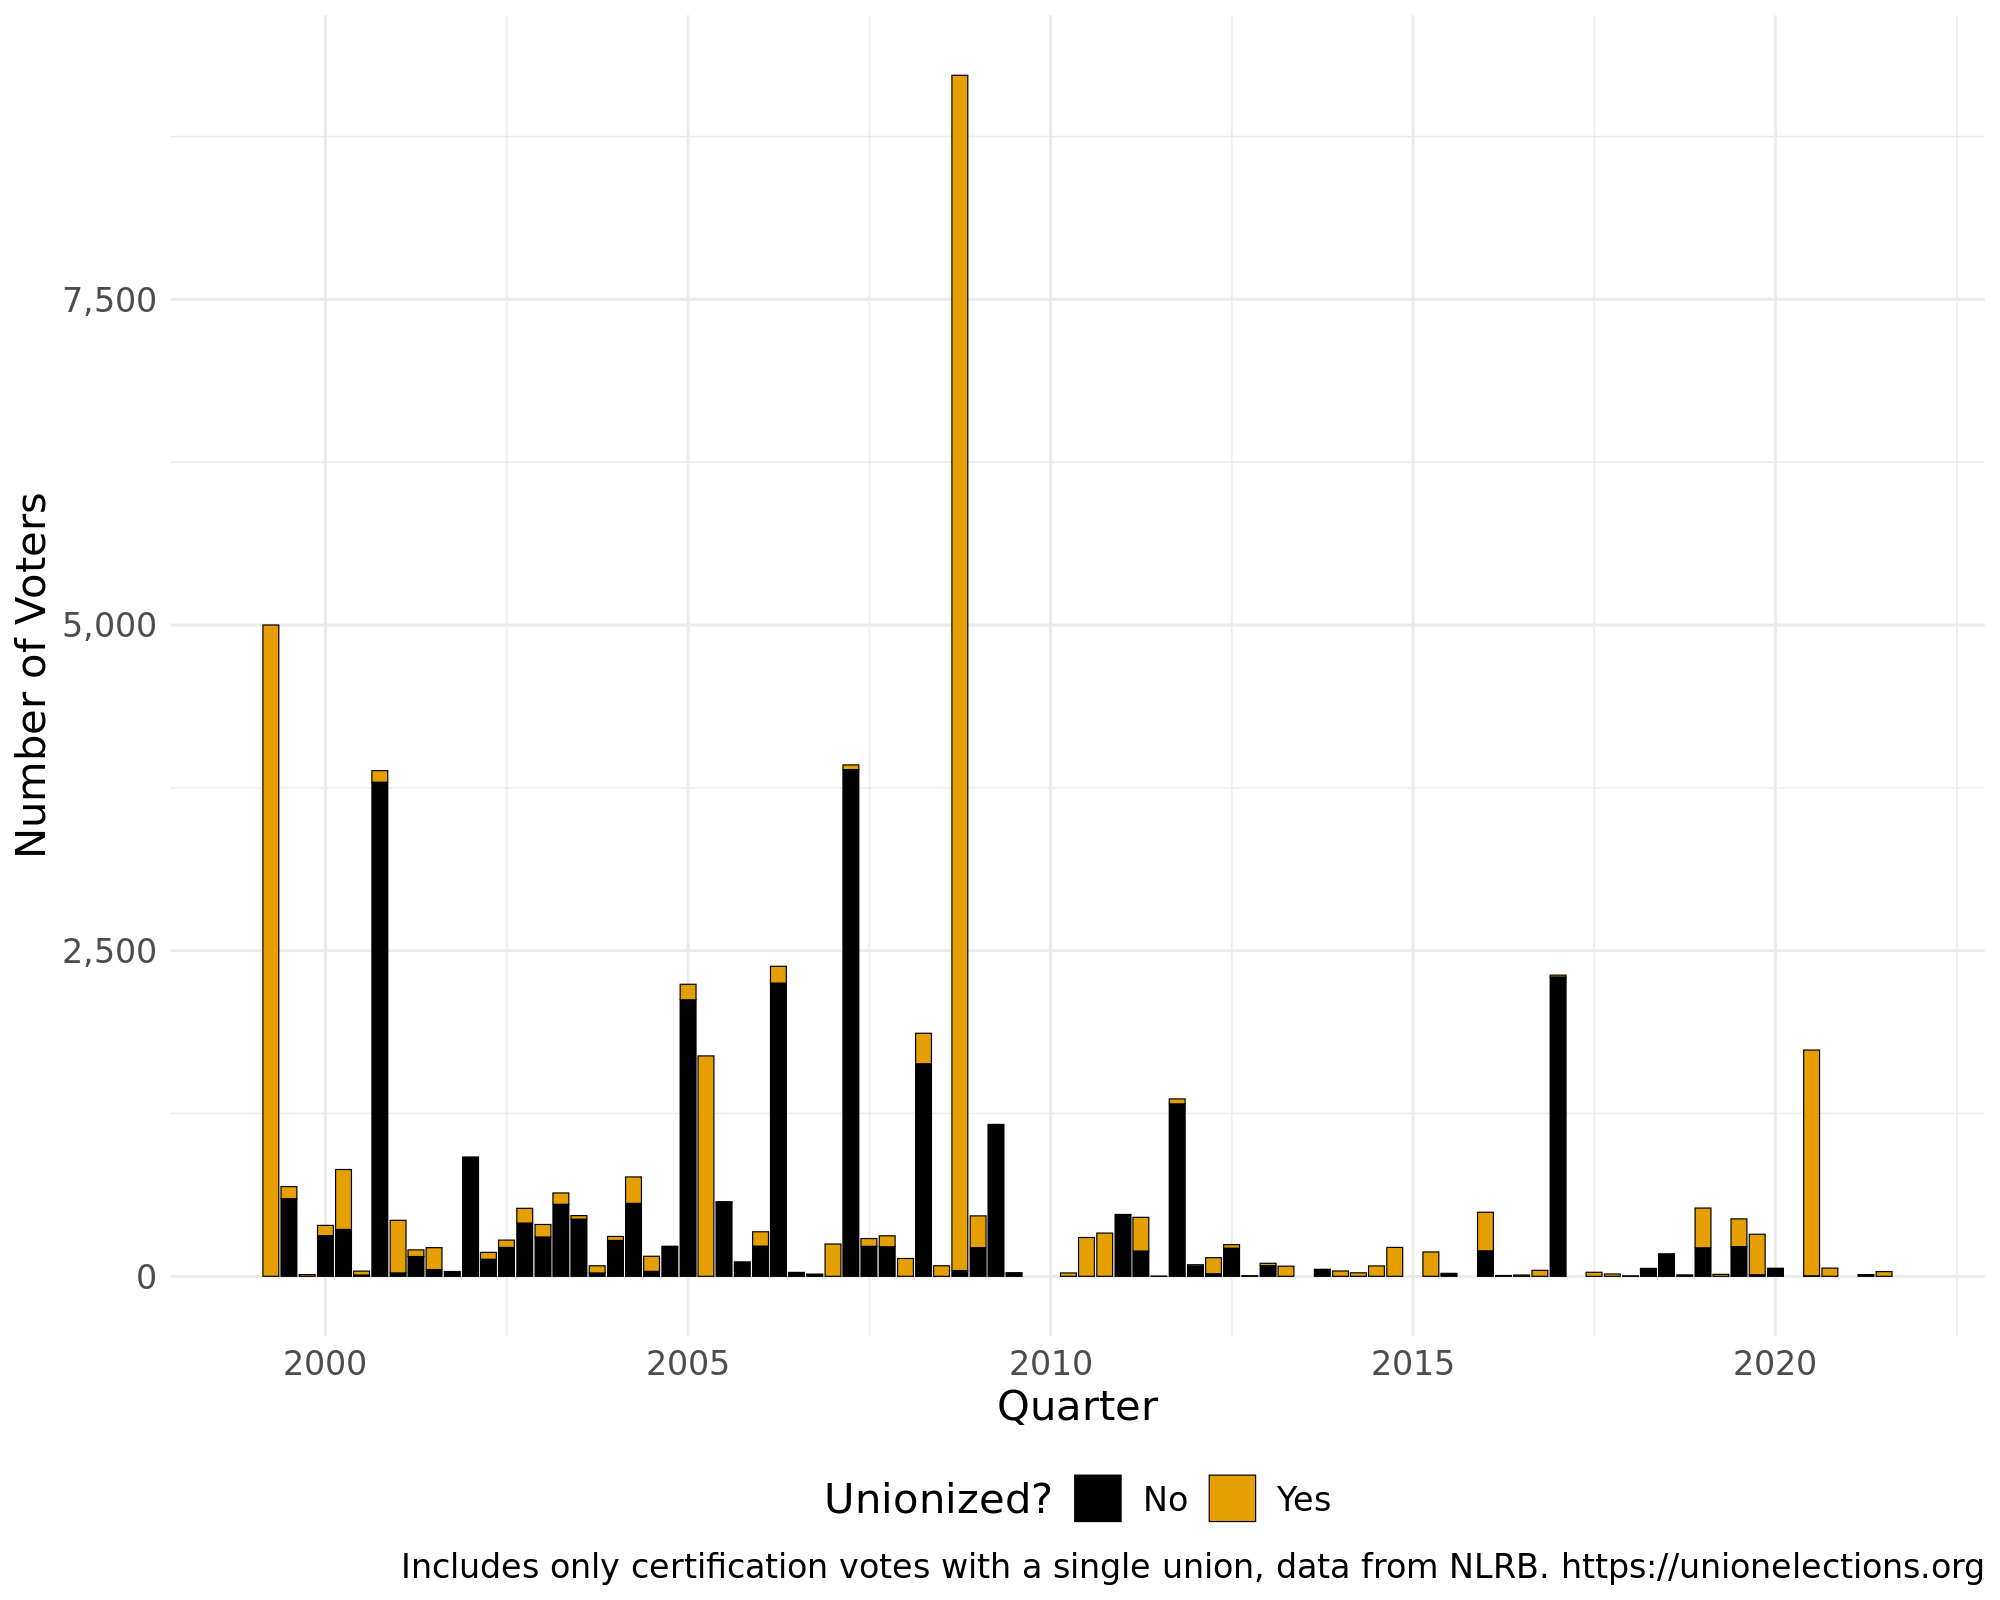 Number of Voters
7,500
5,000
2,500
0
2000 2005 2010 2015 2020
Quarter
Unionized? No Yes
Includes only certification votes with a single union, data from NLRB. https://unionelections.org